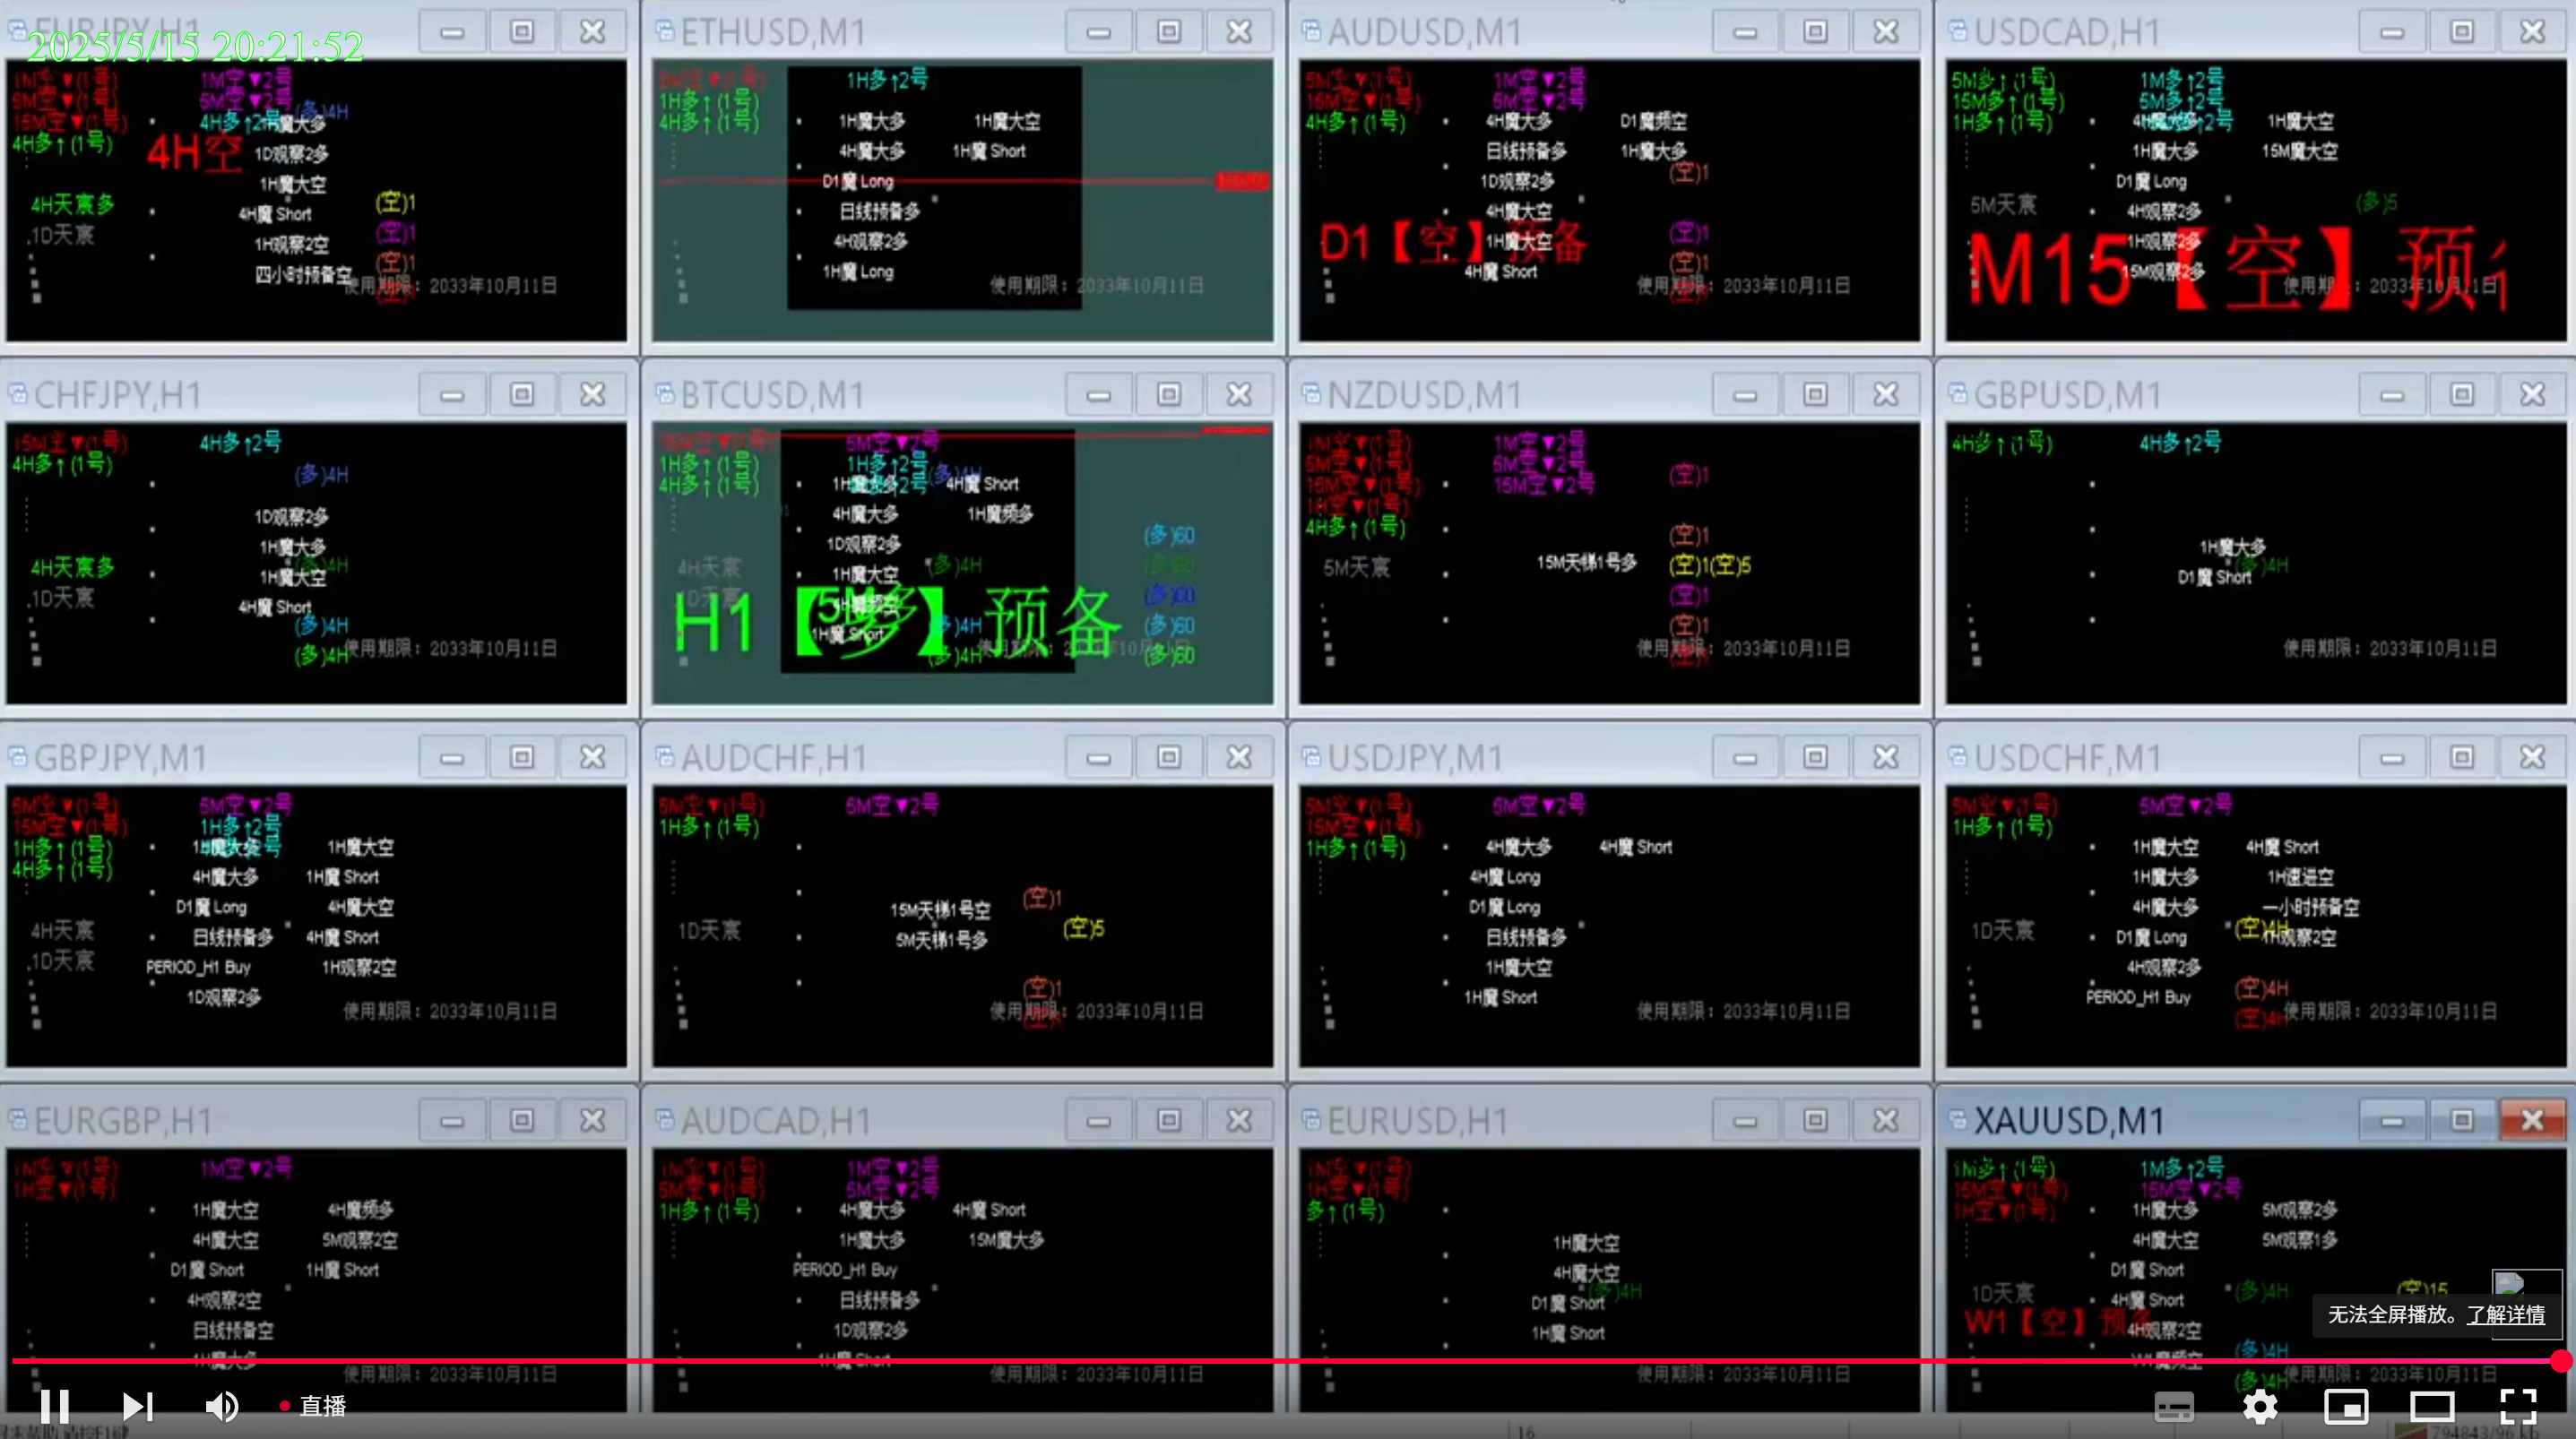 EURJPY,H1
2025/5/15 20:21:52
1M空▼(1号) 1M空▼2号
5M空▼(1号) 5M空▼2号 (多)4H
15M空▼(1号) 4H多↑2号 1H魔大多
4H多↑(1号) 4H空 1D观察2多
1H魔大空
4H天宸多 4H魔 Short (空)1
1D天宸 1H观察2空 (空)1
(空)1
四小时预备空
使用期限：2033年10月11日
ETHUSD,M1
1H多↑2号
1H多↑(1号)
4H多↑(1号) 1H魔大多 1H魔大空
4H魔大多 1H魔 Short
D1魔 Long
日线预备多
4H观察2多
1H魔 Long
使用期限：2033年10月11日
AUDUSD,M1
5M空▼(1号) 1M空▼2号
15M空▼(1号) 5M空▼2号
4H多↑(1号) 4H魔大多 D1魔频空
日线预备多 1H魔大多
1D观察2多 (空)1
4H魔大空
D1【空】预备 1H魔大空 (空)1
4H魔 Short (空)1
使用期限：2033年10月11日
USDCAD,H1
5M多↑(1号) 1M多↑2号
15M多↑(1号) 5M多↑2号
1H多↑(1号) 4H魔大多 1H魔大空
1H魔大多 15M魔大空
D1魔 Long
5M天宸 4H观察2多 (多)5
1H观察2多
M15【空】预
15M观察2多
使用期限：2033年10月11日
CHFJPY,H1
15M空▼(1号) 4H多↑2号
4H多↑(1号) (多)4H
1D观察2多
1H魔大多
4H天宸多 1H魔大空 (多)4H
1D天宸 4H魔 Short
(多)4H
(多)4H
使用期限：2033年10月11日
BTCUSD,M1
5M空▼2号
1H多↑(1号) 1H多↑2号 (多)4H
4H多↑(1号) 1H魔大多 4H魔 Short
4H魔大多 1H魔频多
1D观察2多 (多)60
4H天宸 1H魔大空 (多)4H (多)60
1D天宸 (多)60
H1【多】预备 5M
1H魔 Short (多)4H (多)60
(多)4H (多)60
NZDUSD,M1
1M空▼(1号) 1M空▼2号
5M空▼(1号) 5M空▼2号 (空)1
15M空▼(1号) 15M空▼2号
1H空▼(1号)
4H多↑(1号) (空)1
5M天宸 15M天梯1号多 (空)1(空)5
(空)1
(空)1
使用期限：2033年10月11日
GBPUSD,M1
4H多↑(1号) 4H多↑2号
1H魔大多
D1魔 Short (多)4H
使用期限：2033年10月11日
GBPJPY,M1
5M空▼(1号) 5M空▼2号
15M空▼(1号) 1H多↑2号
1H多↑(1号) 1H魔大多 1H魔大空
4H多↑(1号) 4H魔大多 1H魔 Short
D1魔 Long 4H魔大空
4H天宸 日线预备多 4H魔 Short
1D天宸 PERIOD_H1 Buy 1H观察2空
1D观察2多
使用期限：2033年10月11日
AUDCHF,H1
5M空▼(1号) 5M空▼2号
1H多↑(1号)
15M天梯1号空 (空)1
1D天宸 5M天梯1号多 (空)5
(空)1
使用期限：2033年10月11日
USDJPY,M1
5M空▼(1号) 5M空▼2号
15M空▼(1号)
1H多↑(1号) 4H魔大多 4H魔 Short
4H魔 Long
D1魔 Long
日线预备多
1H魔大空
1H魔 Short
使用期限：2033年10月11日
USDCHF,M1
5M空▼(1号) 5M空▼2号
1H多↑(1号) 1H魔大空 4H魔 Short
1H魔大多 1H速进空
4H魔大多 一小时预备空
1D天宸 D1魔 Long (空)4H 1H观察2空
4H观察2多
PERIOD_H1 Buy (空)4H
(空)4H
使用期限：2033年10月11日
EURGBP,H1
1M空▼(1号) 1M空▼2号
1H空▼(1号) 1H魔大空 4H魔频多
4H魔大空 5M观察2空
D1魔 Short 1H魔 Short
4H观察2空
日线预备空
1H魔大多
使用期限：2033年10月11日
AUDCAD,H1
1M空▼(1号) 1M空▼2号
5M空▼(1号) 5M空▼2号
1H多↑(1号) 4H魔大多 4H魔 Short
1H魔大多 15M魔大多
PERIOD_H1 Buy
日线预备多
1D观察2多
1H魔 Short
使用期限：2033年10月11日
EURUSD,H1
1M空▼(1号)
1H空▼(1号)
多↑(1号)
1H魔大空
4H魔大空
D1魔 Short (多)4H
1H魔 Short
使用期限：2033年10月11日
XAUUSD,M1
1M多↑(1号) 1M多↑2号
15M空▼(1号) 15M空▼2号
1H空▼(1号) 1H魔大多 5M观察2多
4H魔大空 5M观察1多
D1魔 Short
1D天宸 4H魔 Short (多)4H (空)15
W1【空】预 4H观察2空
(多)4H
(多)4H
使用期限：2033年10月11日
无法全屏播放。了解详情
直播
16